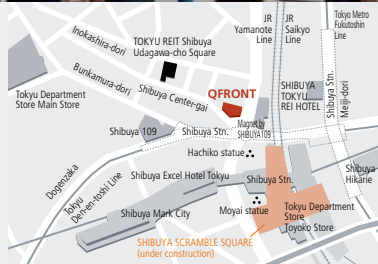 JR
Yamanote
Line
JR
Saikyo
Line
Tokyo Metro
Fukutoshin
Line
Inokashira-dori
TOKYU REIT Shibuya
Udagawa-cho Square
Bunkamura-dori
QFRONT
Shibuya Center-gai
Tokyu Department
Store Main Store
SHIBUYA
TOKYU
REI HOTEL
Shibuya Stn.
Meiji-dori
Magnet by
SHIBUYA109
Shibuya 109
Shibuya Stn.
Hachiko statue
Dogenzaka
Tokyu
Den-en-toshi Line
Shibuya Excel Hotel Tokyu
Shibuya Stn.
Shibuya
Hikarie
Shibuya Mark City
Moyai statue
Tokyu Department
Store
Toyoko Store
SHIBUYA SCRAMBLE SQUARE
(under construction)